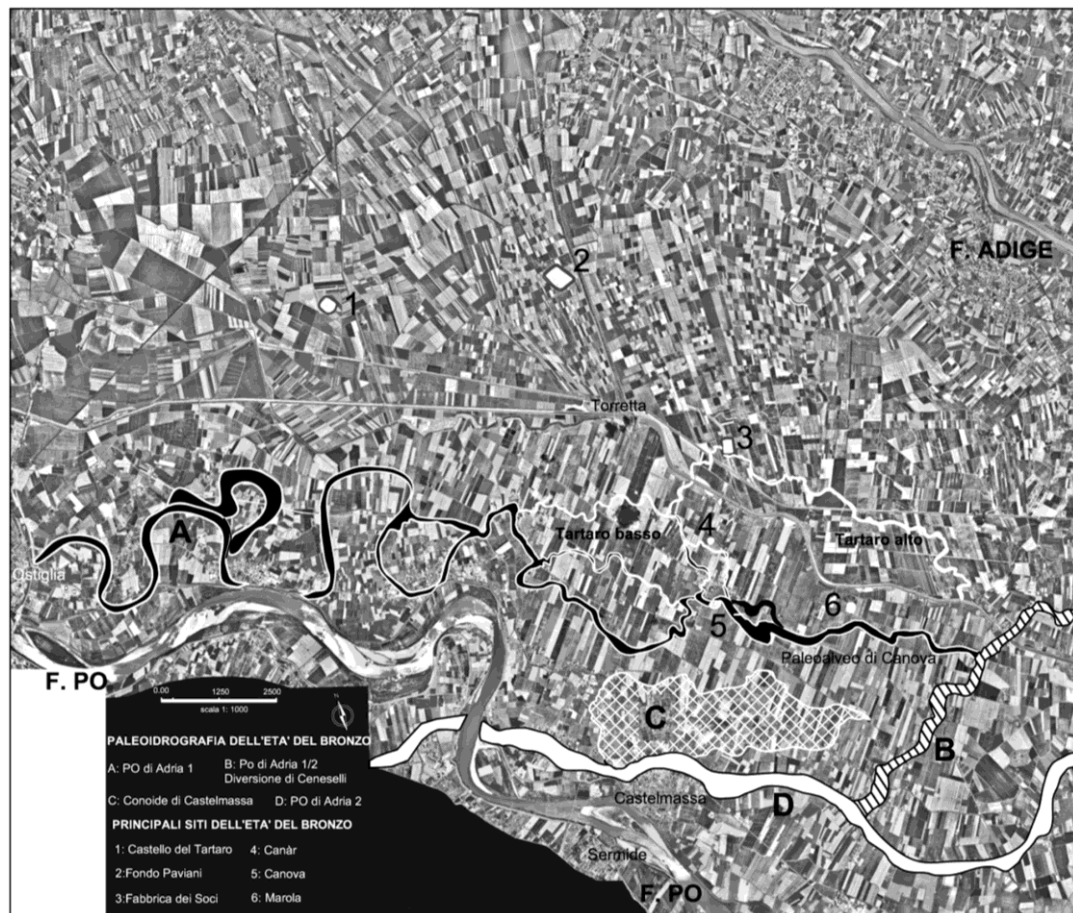 F. ADIGE
2
1
Torretta
3
A
4
Tartaro basso
Tartaro alto
Ostiglia
6
5
Paleoalveo di Canova
F. PO
C
B
D
Castelmassa
Sermide
F. PO
0.00 1250 2500
scala 1: 1000
N
PALEOIDROGRAFIA DELL'ETA' DEL BRONZO
A: PO di Adria 1 B: Po di Adria 1/2
Diversione di Ceneselli
C: Conoide di Castelmassa D: PO di Adria 2
PRINCIPALI SITI DELL'ETA' DEL BRONZO
1: Castello del Tartaro 4: Canàr
2:Fondo Paviani 5: Canova
3:Fabbrica dei Soci 6: Marola